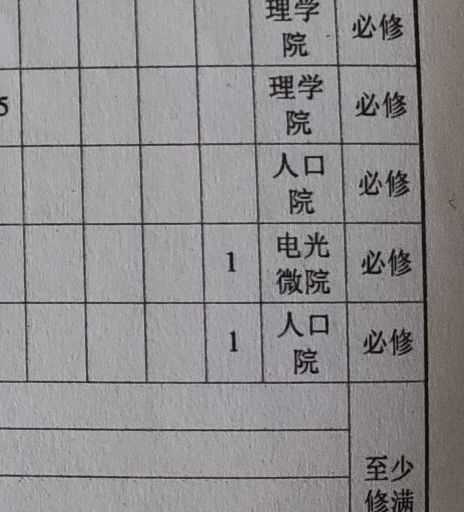 理学
院 必修
5 理学
院 必修
人口
院 必修
1 电光
微院 必修
1 人口
院 必修
至少
修满